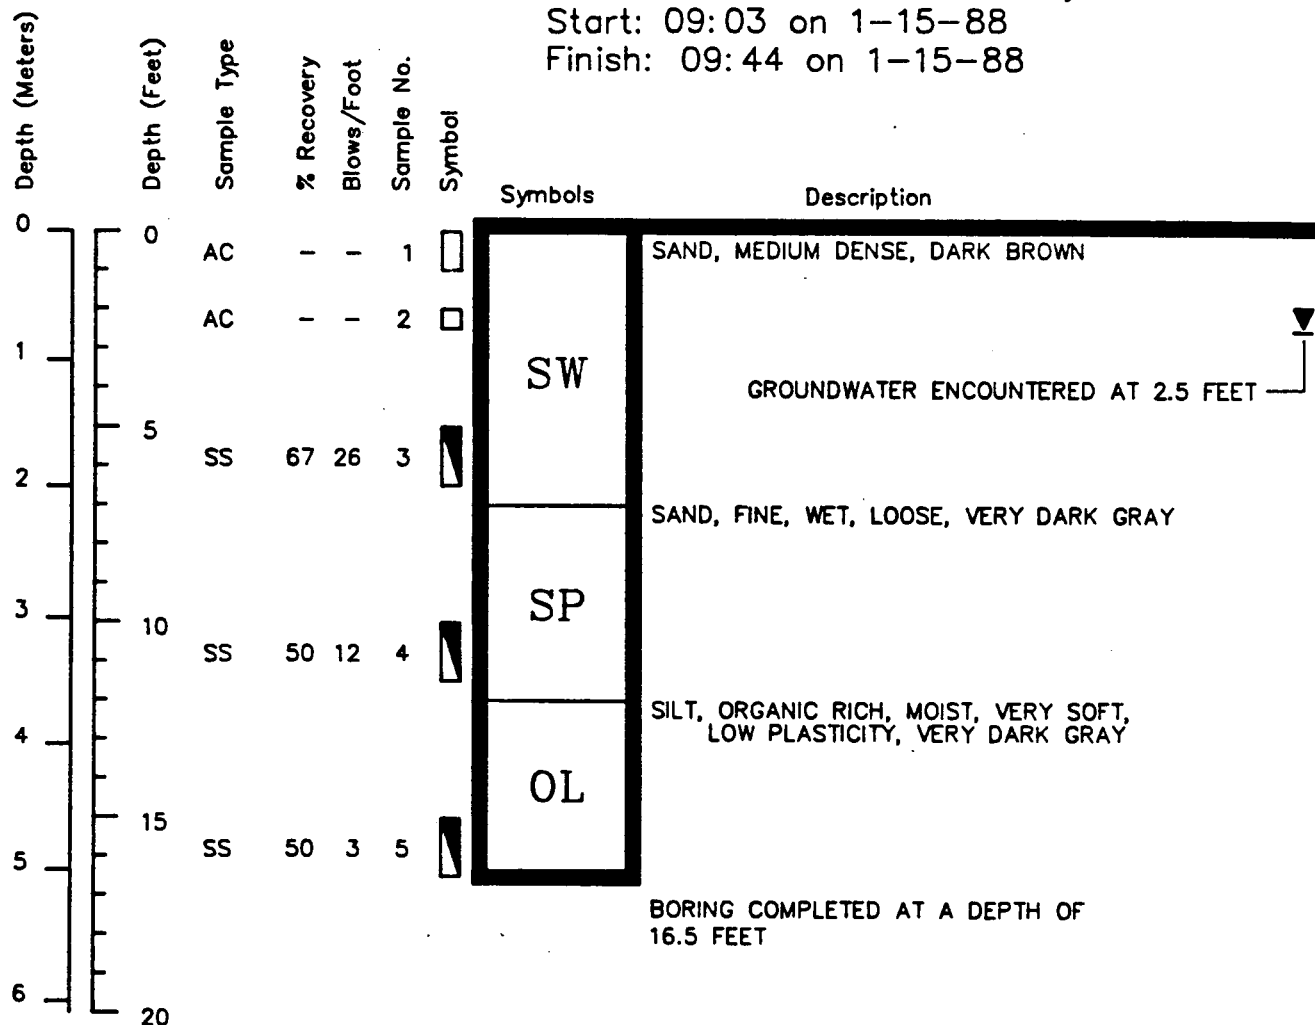 Start: 09:03 on 1-15-88
Finish: 09:44 on 1-15-88
Depth (Meters)
Depth (Feet)
Sample Type
% Recovery
Blows/Foot
Sample No.
Symbol
Symbols
Description
0
0
AC - - 1
SAND, MEDIUM DENSE, DARK BROWN
AC - - 2
1
SW
GROUNDWATER ENCOUNTERED AT 2.5 FEET
5
SS 67 26 3
2
SAND, FINE, WET, LOOSE, VERY DARK GRAY
3
SP
10
SS 50 12 4
SILT, ORGANIC RICH, MOIST, VERY SOFT,
LOW PLASTICITY, VERY DARK GRAY
4
OL
15
SS 50 3 5
5
BORING COMPLETED AT A DEPTH OF
16.5 FEET
6
20